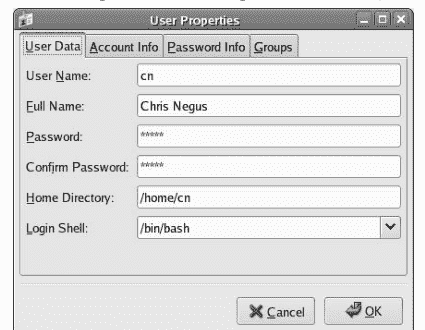 User Properties
User Data Account Info Password Info Groups
User Name: cn
Full Name: Chris Negus
Password: *****
Confirm Password: *****
Home Directory: /home/cn
Login Shell: /bin/bash
Cancel OK